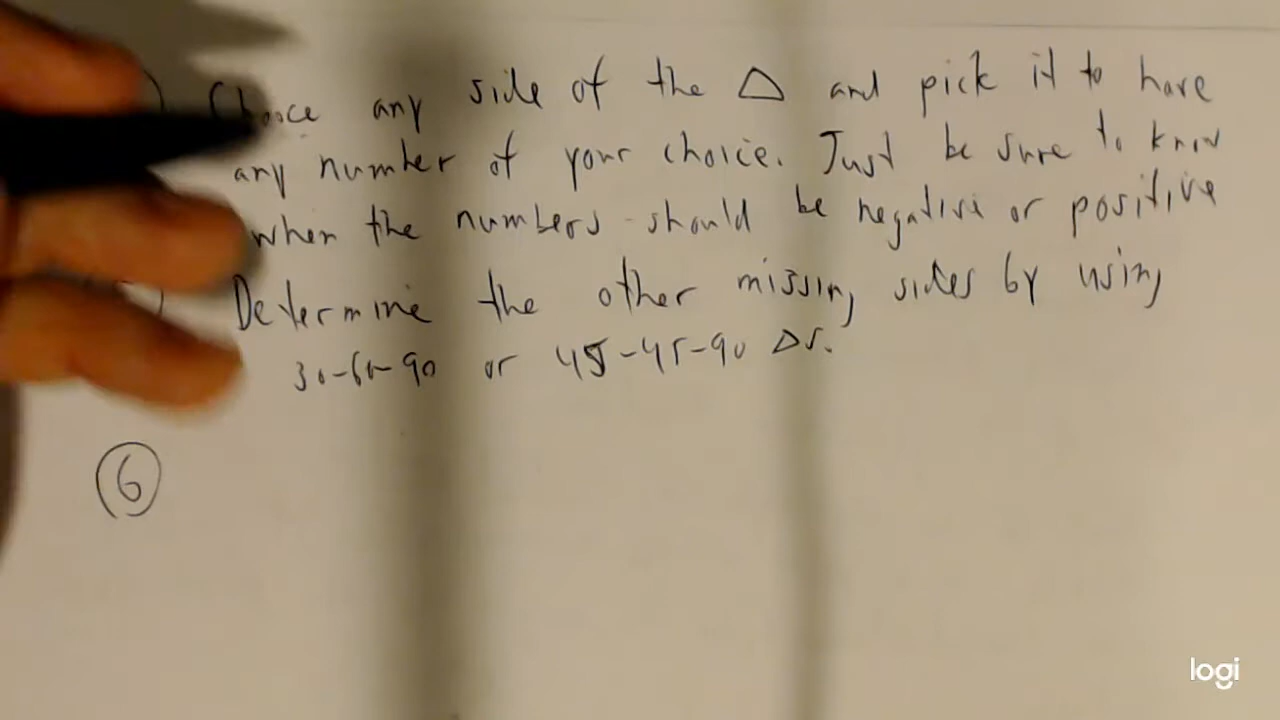 Chooce any side of the △ and pick it to have
any number of your choice. Just be sure to know
when the numbers should be negative or positive
Determine the other missing sides by using
30-60-90 or 45-45-90 △s.
6
logi